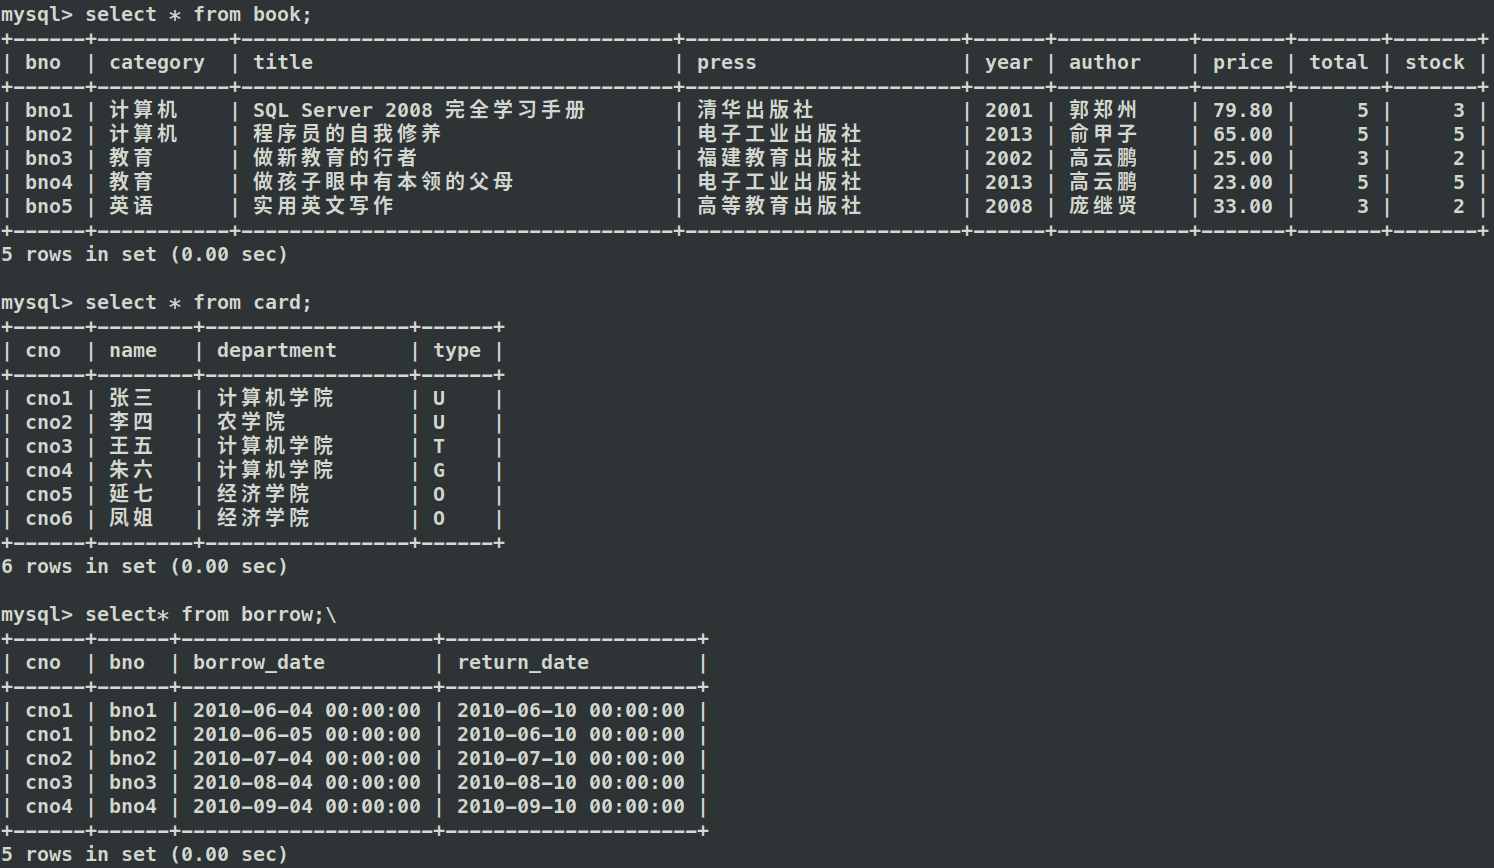 mysql> select * from book;
+------+-----------+------------------------------------+-----------------------+------+-----------+-------+-------+-------+
| bno  | category  | title                              | press                 | year | author    | price | total | stock |
+------+-----------+------------------------------------+-----------------------+------+-----------+-------+-------+-------+
| bno1 | 计算机    | SQL Server 2008 完全学习手册       | 清华出版社            | 2001 | 郭郑州    | 79.80 |     5 |     3 |
| bno2 | 计算机    | 程序员的自我修养                   | 电子工业出版社        | 2013 | 俞甲子    | 65.00 |     5 |     5 |
| bno3 | 教育      | 做新教育的行者                     | 福建教育出版社        | 2002 | 高云鹏    | 25.00 |     3 |     2 |
| bno4 | 教育      | 做孩子眼中有本领的父母             | 电子工业出版社        | 2013 | 高云鹏    | 23.00 |     5 |     5 |
| bno5 | 英语      | 实用英文写作                       | 高等教育出版社        | 2008 | 庞继贤    | 33.00 |     3 |     2 |
+------+-----------+------------------------------------+-----------------------+------+-----------+-------+-------+-------+
5 rows in set (0.00 sec)
mysql> select * from card;
+------+--------+-----------------+------+
| cno  | name   | department      | type |
+------+--------+-----------------+------+
| cno1 | 张三   | 计算机学院      | U    |
| cno2 | 李四   | 农学院          | U    |
| cno3 | 王五   | 计算机学院      | T    |
| cno4 | 朱六   | 计算机学院      | G    |
| cno5 | 延七   | 经济学院        | O    |
| cno6 | 凤姐   | 经济学院        | O    |
+------+--------+-----------------+------+
6 rows in set (0.00 sec)
mysql> select* from borrow;\
+------+------+---------------------+---------------------+
| cno  | bno  | borrow_date         | return_date         |
+------+------+---------------------+---------------------+
| cno1 | bno1 | 2010-06-04 00:00:00 | 2010-06-10 00:00:00 |
| cno1 | bno2 | 2010-06-05 00:00:00 | 2010-06-10 00:00:00 |
| cno2 | bno2 | 2010-07-04 00:00:00 | 2010-07-10 00:00:00 |
| cno3 | bno3 | 2010-08-04 00:00:00 | 2010-08-10 00:00:00 |
| cno4 | bno4 | 2010-09-04 00:00:00 | 2010-09-10 00:00:00 |
+------+------+---------------------+---------------------+
5 rows in set (0.00 sec)